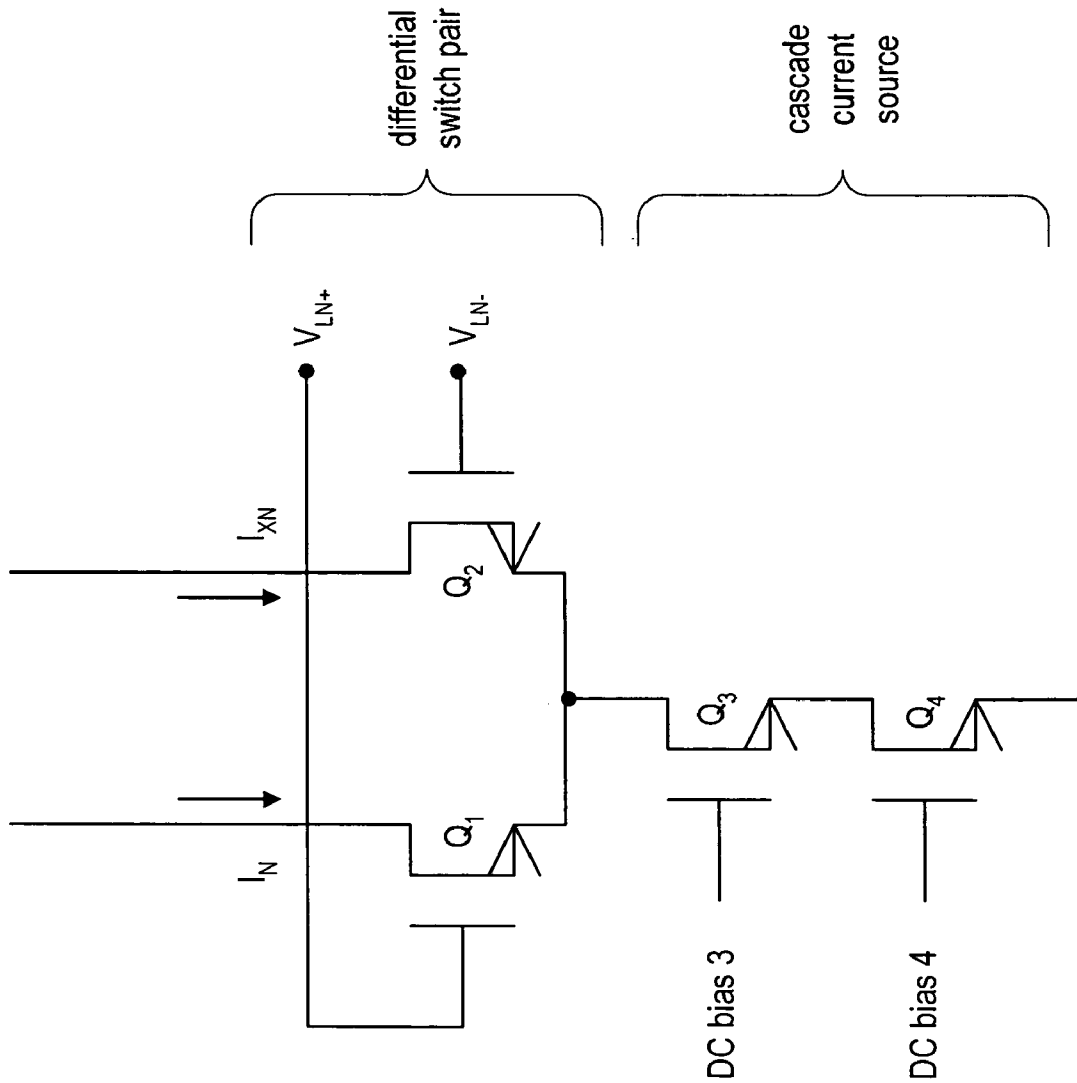 I_N
I_XN
V_LN+
differential
switch pair
V_LN-
Q_1
Q_2
cascade
current
source
DC bias 3
Q_3
DC bias 4
Q_4